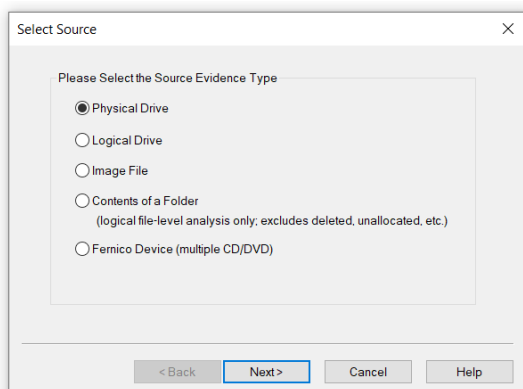 Select Source
Please Select the Source Evidence Type
Physical Drive
Logical Drive
Image File
Contents of a Folder
(logical file-level analysis only; excludes deleted, unallocated, etc.)
Fernico Device (multiple CD/DVD)
< Back Next > Cancel Help